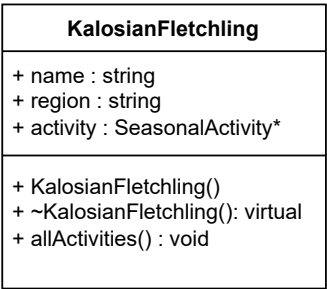 KalosianFletchling
+ name : string
+ region : string
+ activity : SeasonalActivity*
+ KalosianFletchling()
+ ~KalosianFletchling(): virtual
+ allActivities() : void